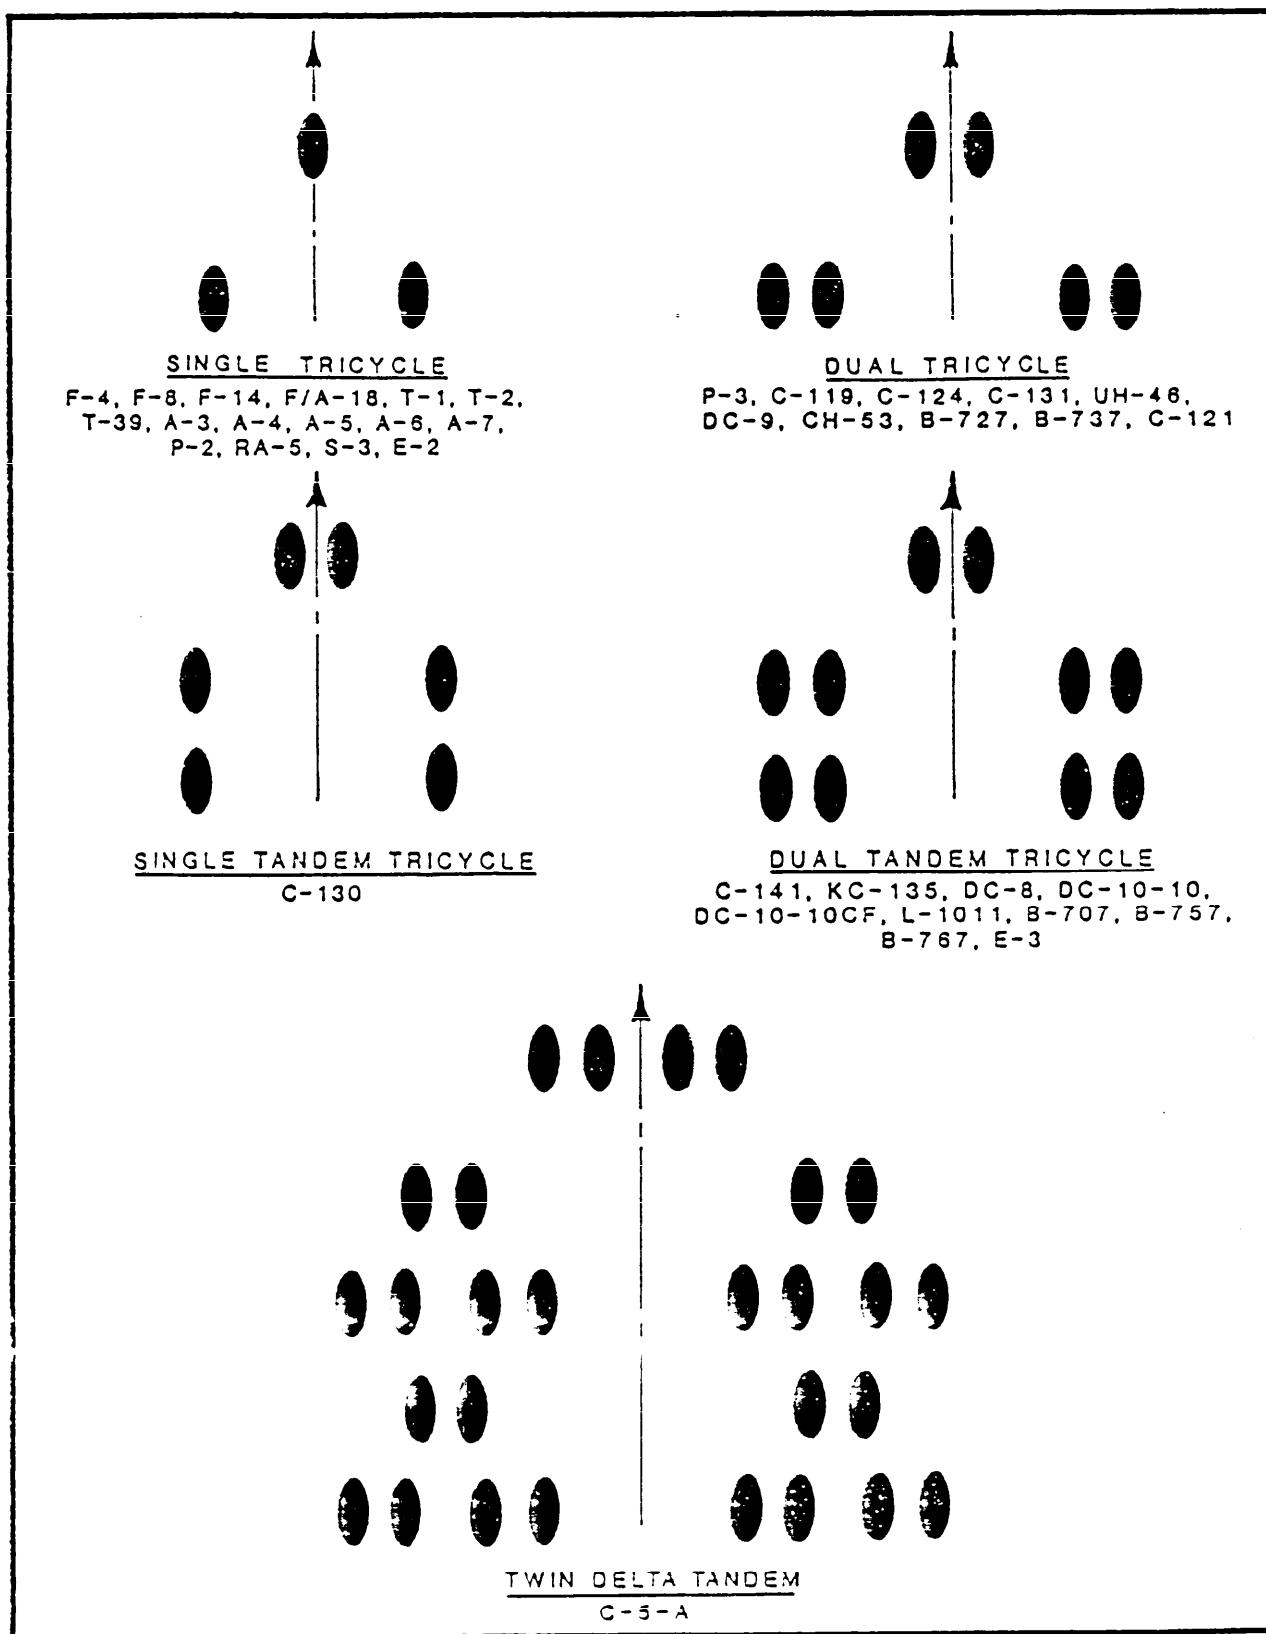 SINGLE TRICYCLE
F-4, F-8, F-14, F/A-18, T-1, T-2,
T-39, A-3, A-4, A-5, A-6, A-7,
P-2, RA-5, S-3, E-2
DUAL TRICYCLE
P-3, C-119, C-124, C-131, UH-46,
DC-9, CH-53, B-727, B-737, C-121
SINGLE TANDEM TRICYCLE
C-130
DUAL TANDEM TRICYCLE
C-141, KC-135, DC-8, DC-10-10,
DC-10-10CF, L-1011, B-707, B-757,
B-767, E-3
TWIN DELTA TANDEM
C-5-A